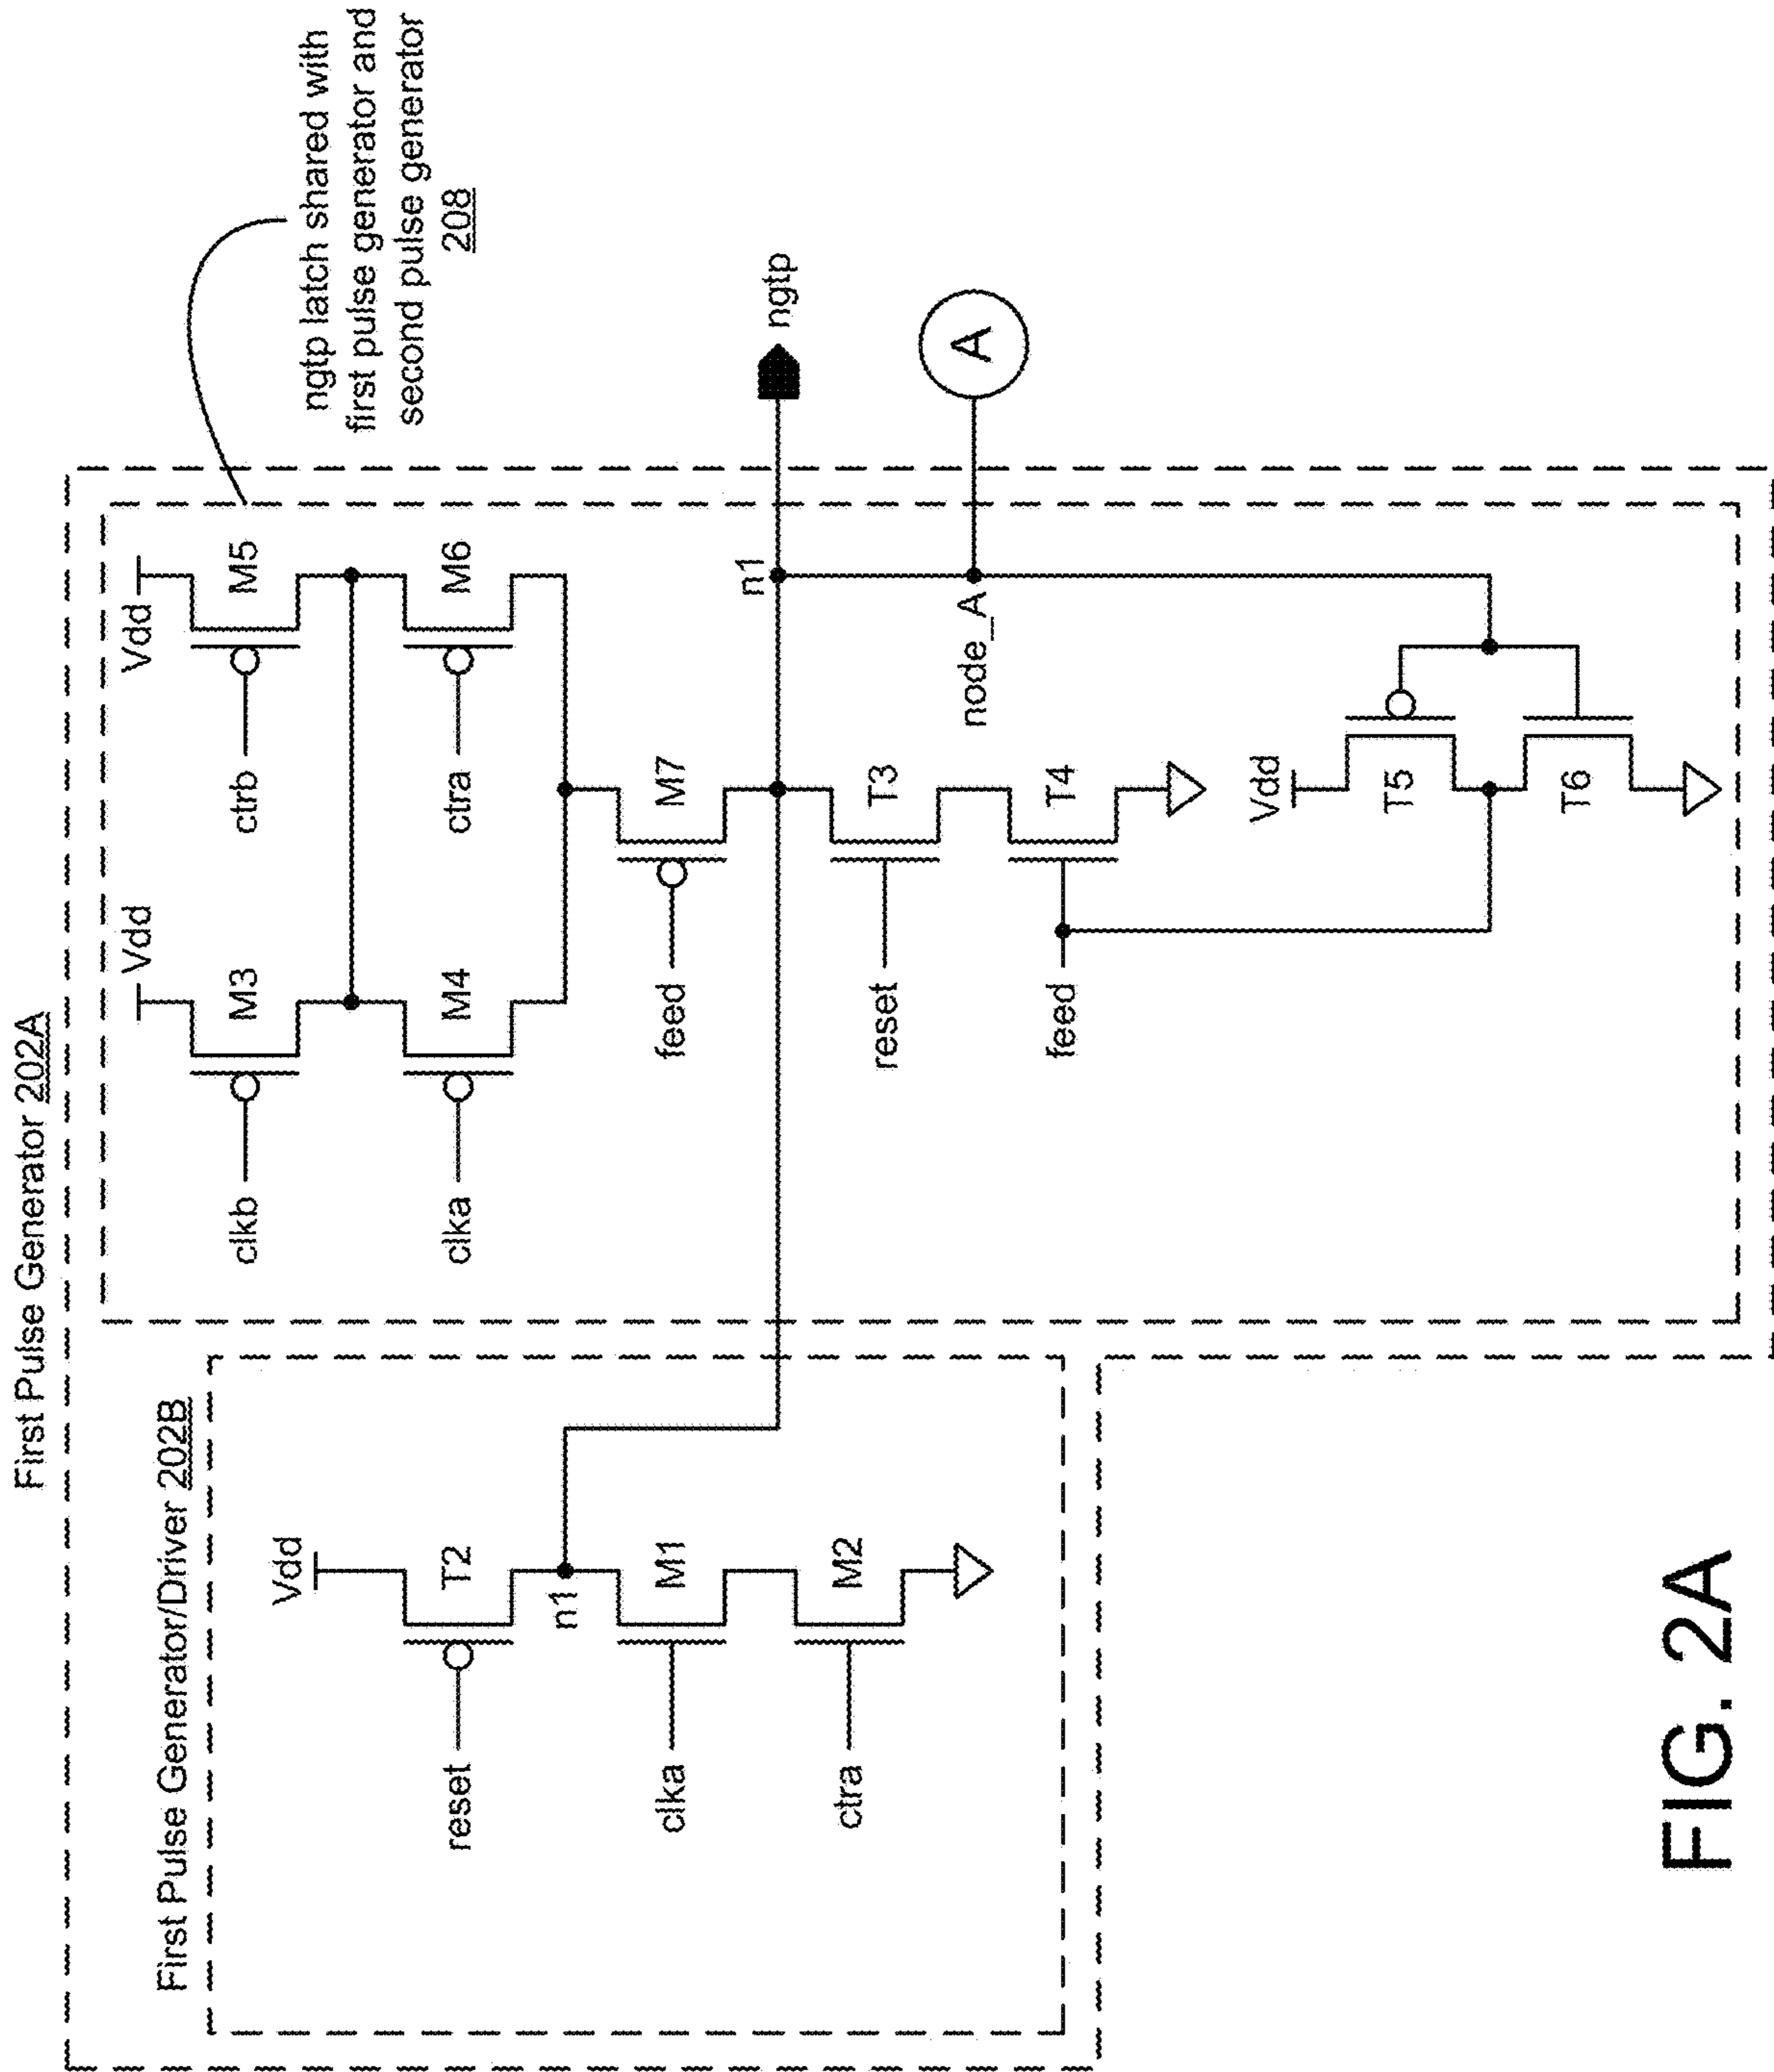 First Pulse Generator 202A
First Pulse Generator/Driver 202B
Vdd
reset
T2
n1
clka
M1
ctra
M2
Vdd
Vdd
clkb
M3
ctrb
M5
clka
M4
ctra
M6
feed
M7
n1
ngtp
reset
T3
node_A
A
feed
T4
Vdd
T5
T6
ngtp latch shared with
first pulse generator and
second pulse generator
208
FIG. 2A